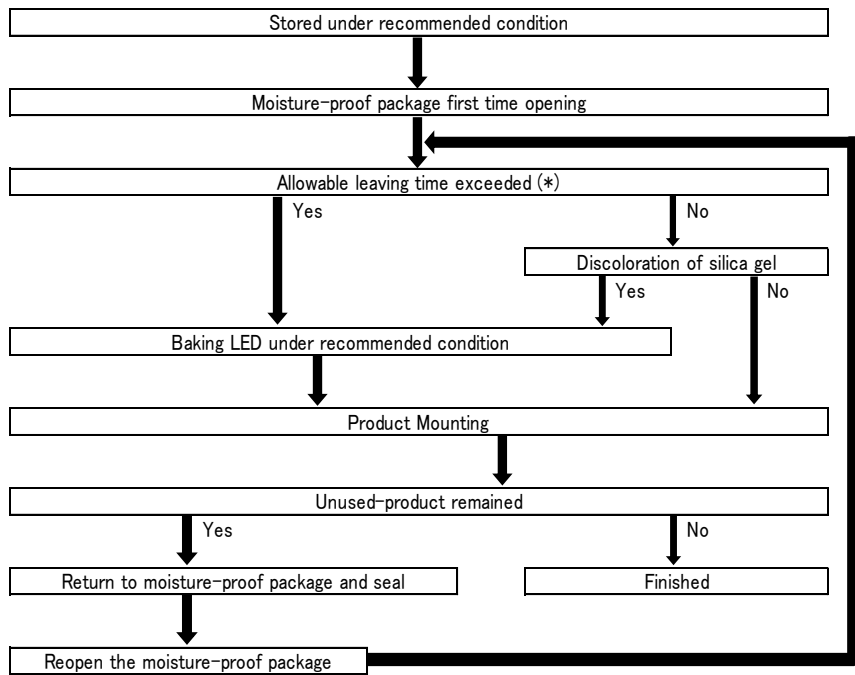 Stored under recommended condition
Moisture-proof package first time opening
Allowable leaving time exceeded (*)
Yes
No
Discoloration of silica gel
Yes
No
Baking LED under recommended condition
Product Mounting
Unused-product remained
Yes
No
Return to moisture-proof package and seal
Finished
Reopen the moisture-proof package